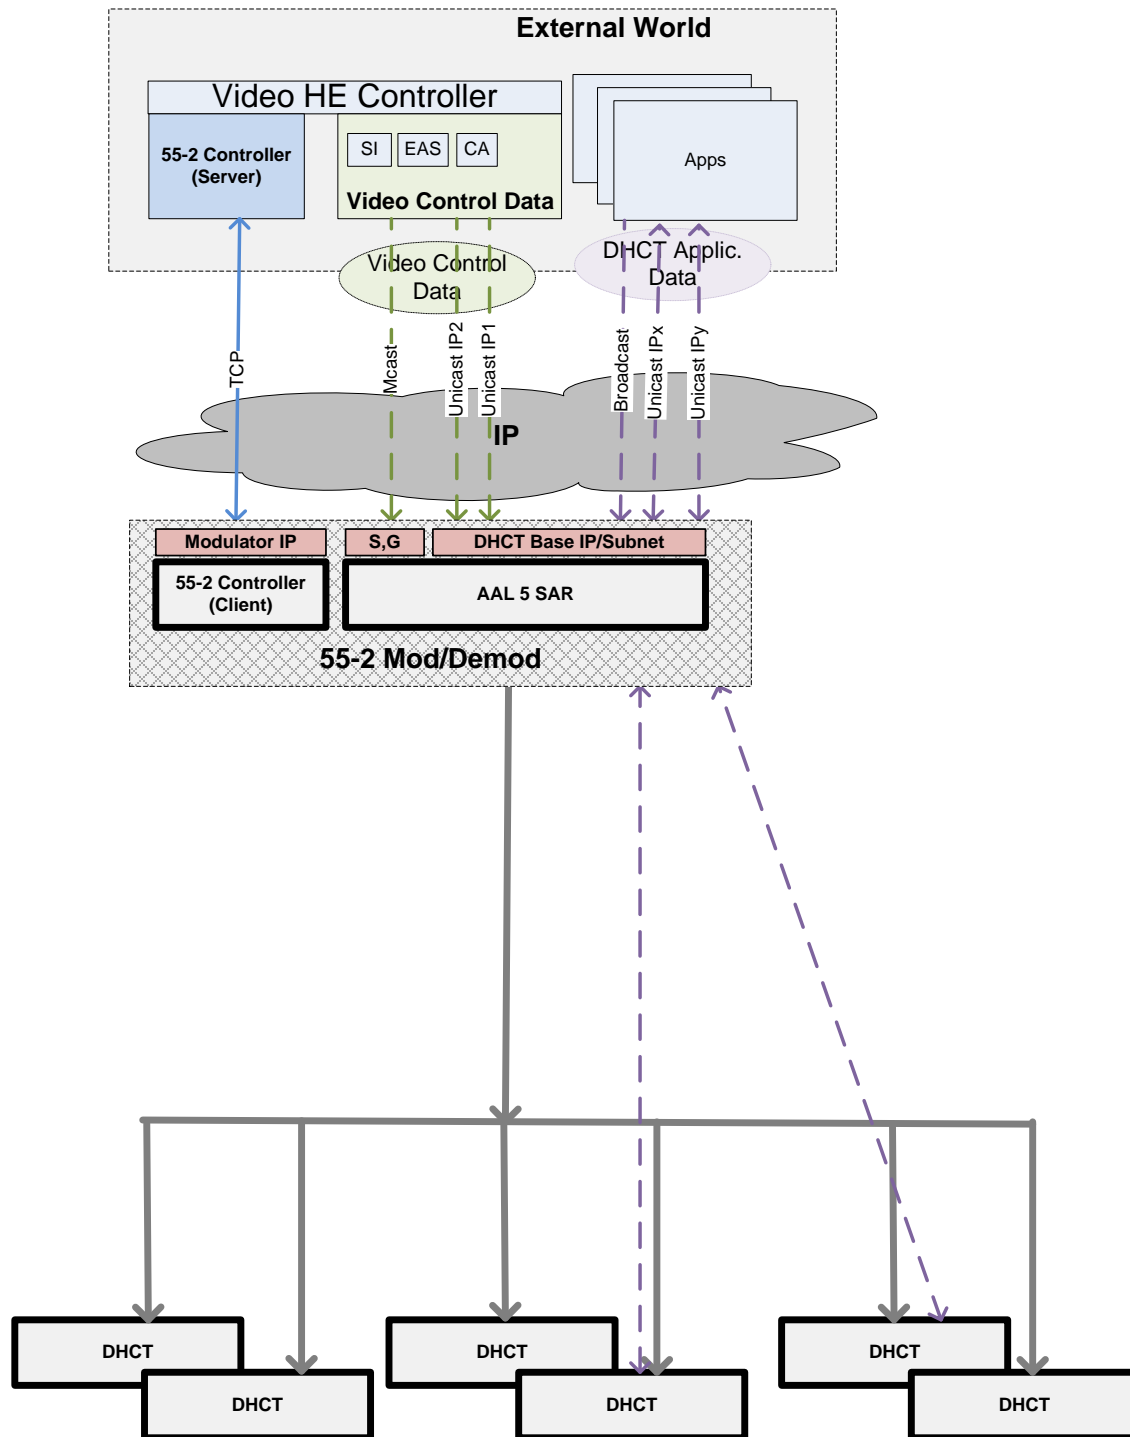 External World
Video HE Controller
55-2 Controller
(Server)
SI
EAS
CA
Video Control Data
Apps
Video Control
Data
DHCT Applic.
Data
TCP
Mcast
Unicast IP2
Unicast IP1
Broadcast
Unicast IPx
Unicast IPy
IP
Modulator IP
S,G
DHCT Base IP/Subnet
55-2 Controller
(Client)
AAL 5 SAR
55-2 Mod/Demod
DHCT
DHCT
DHCT
DHCT
DHCT
DHCT